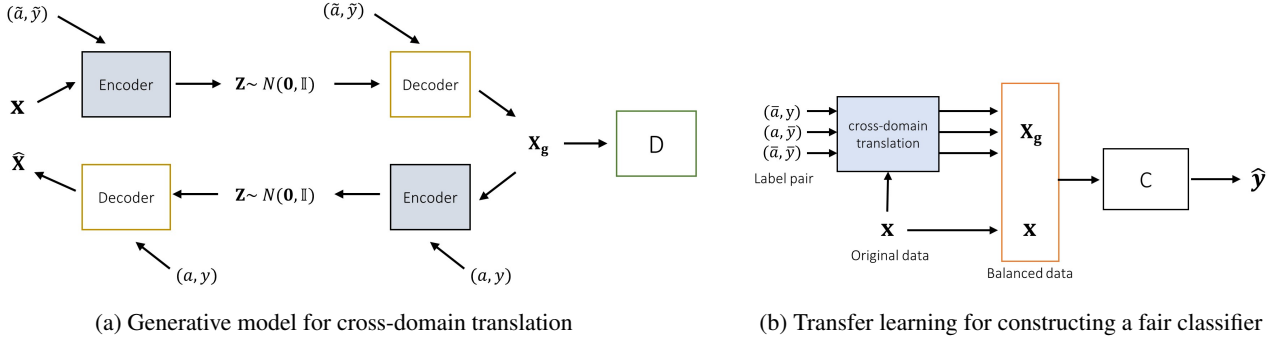 (ã, ỹ)
Encoder
Z~ N(0, 𝕀)
(ã, ỹ)
Decoder
X
X_g
D
X̂
Decoder
Z~ N(0, 𝕀)
Encoder
(a, y)
(a, y)
(a) Generative model for cross-domain translation
(ā, y)
(a, ȳ)
(ā, ȳ)
Label pair
cross-domain
translation
X
Original data
X_g
X
Balanced data
C
ŷ
(b) Transfer learning for constructing a fair classifier